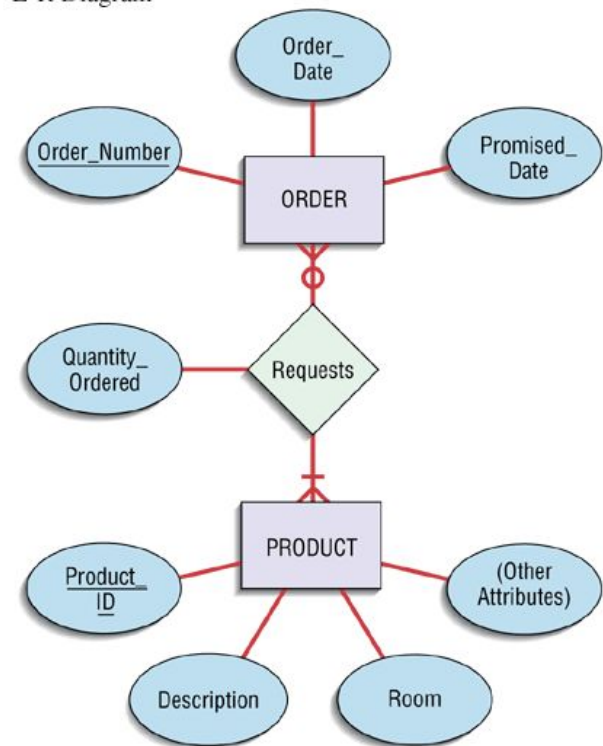 E-R Diagram
Order_
Date
Order_Number
Promised_
Date
ORDER
Quantity_
Ordered
Requests
PRODUCT
Product_
ID
(Other
Attributes)
Description
Room